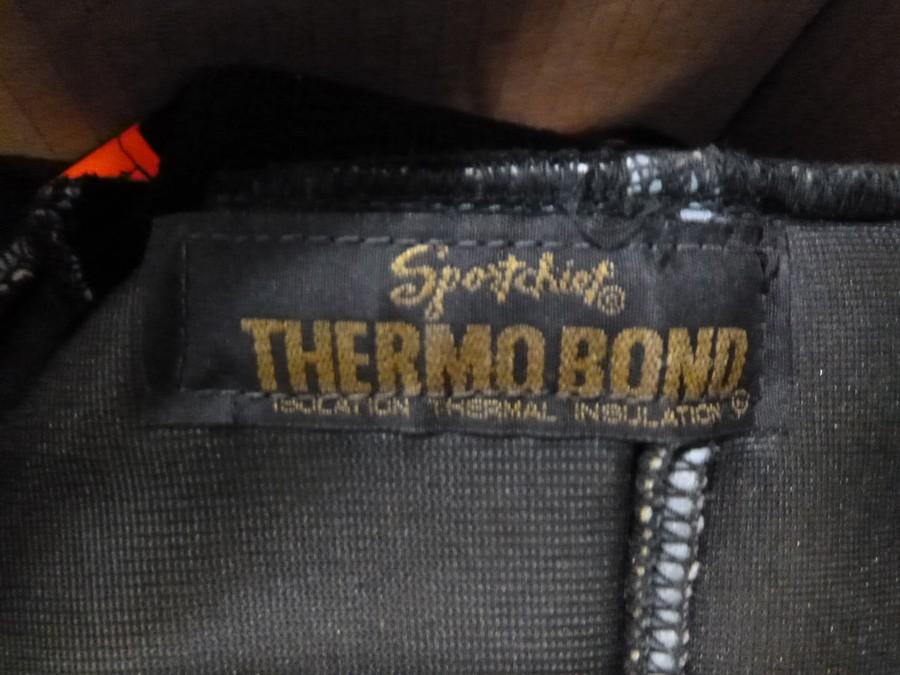 Sportchief®
THERMO BOND
ISOLATION THERMAL INSULATION